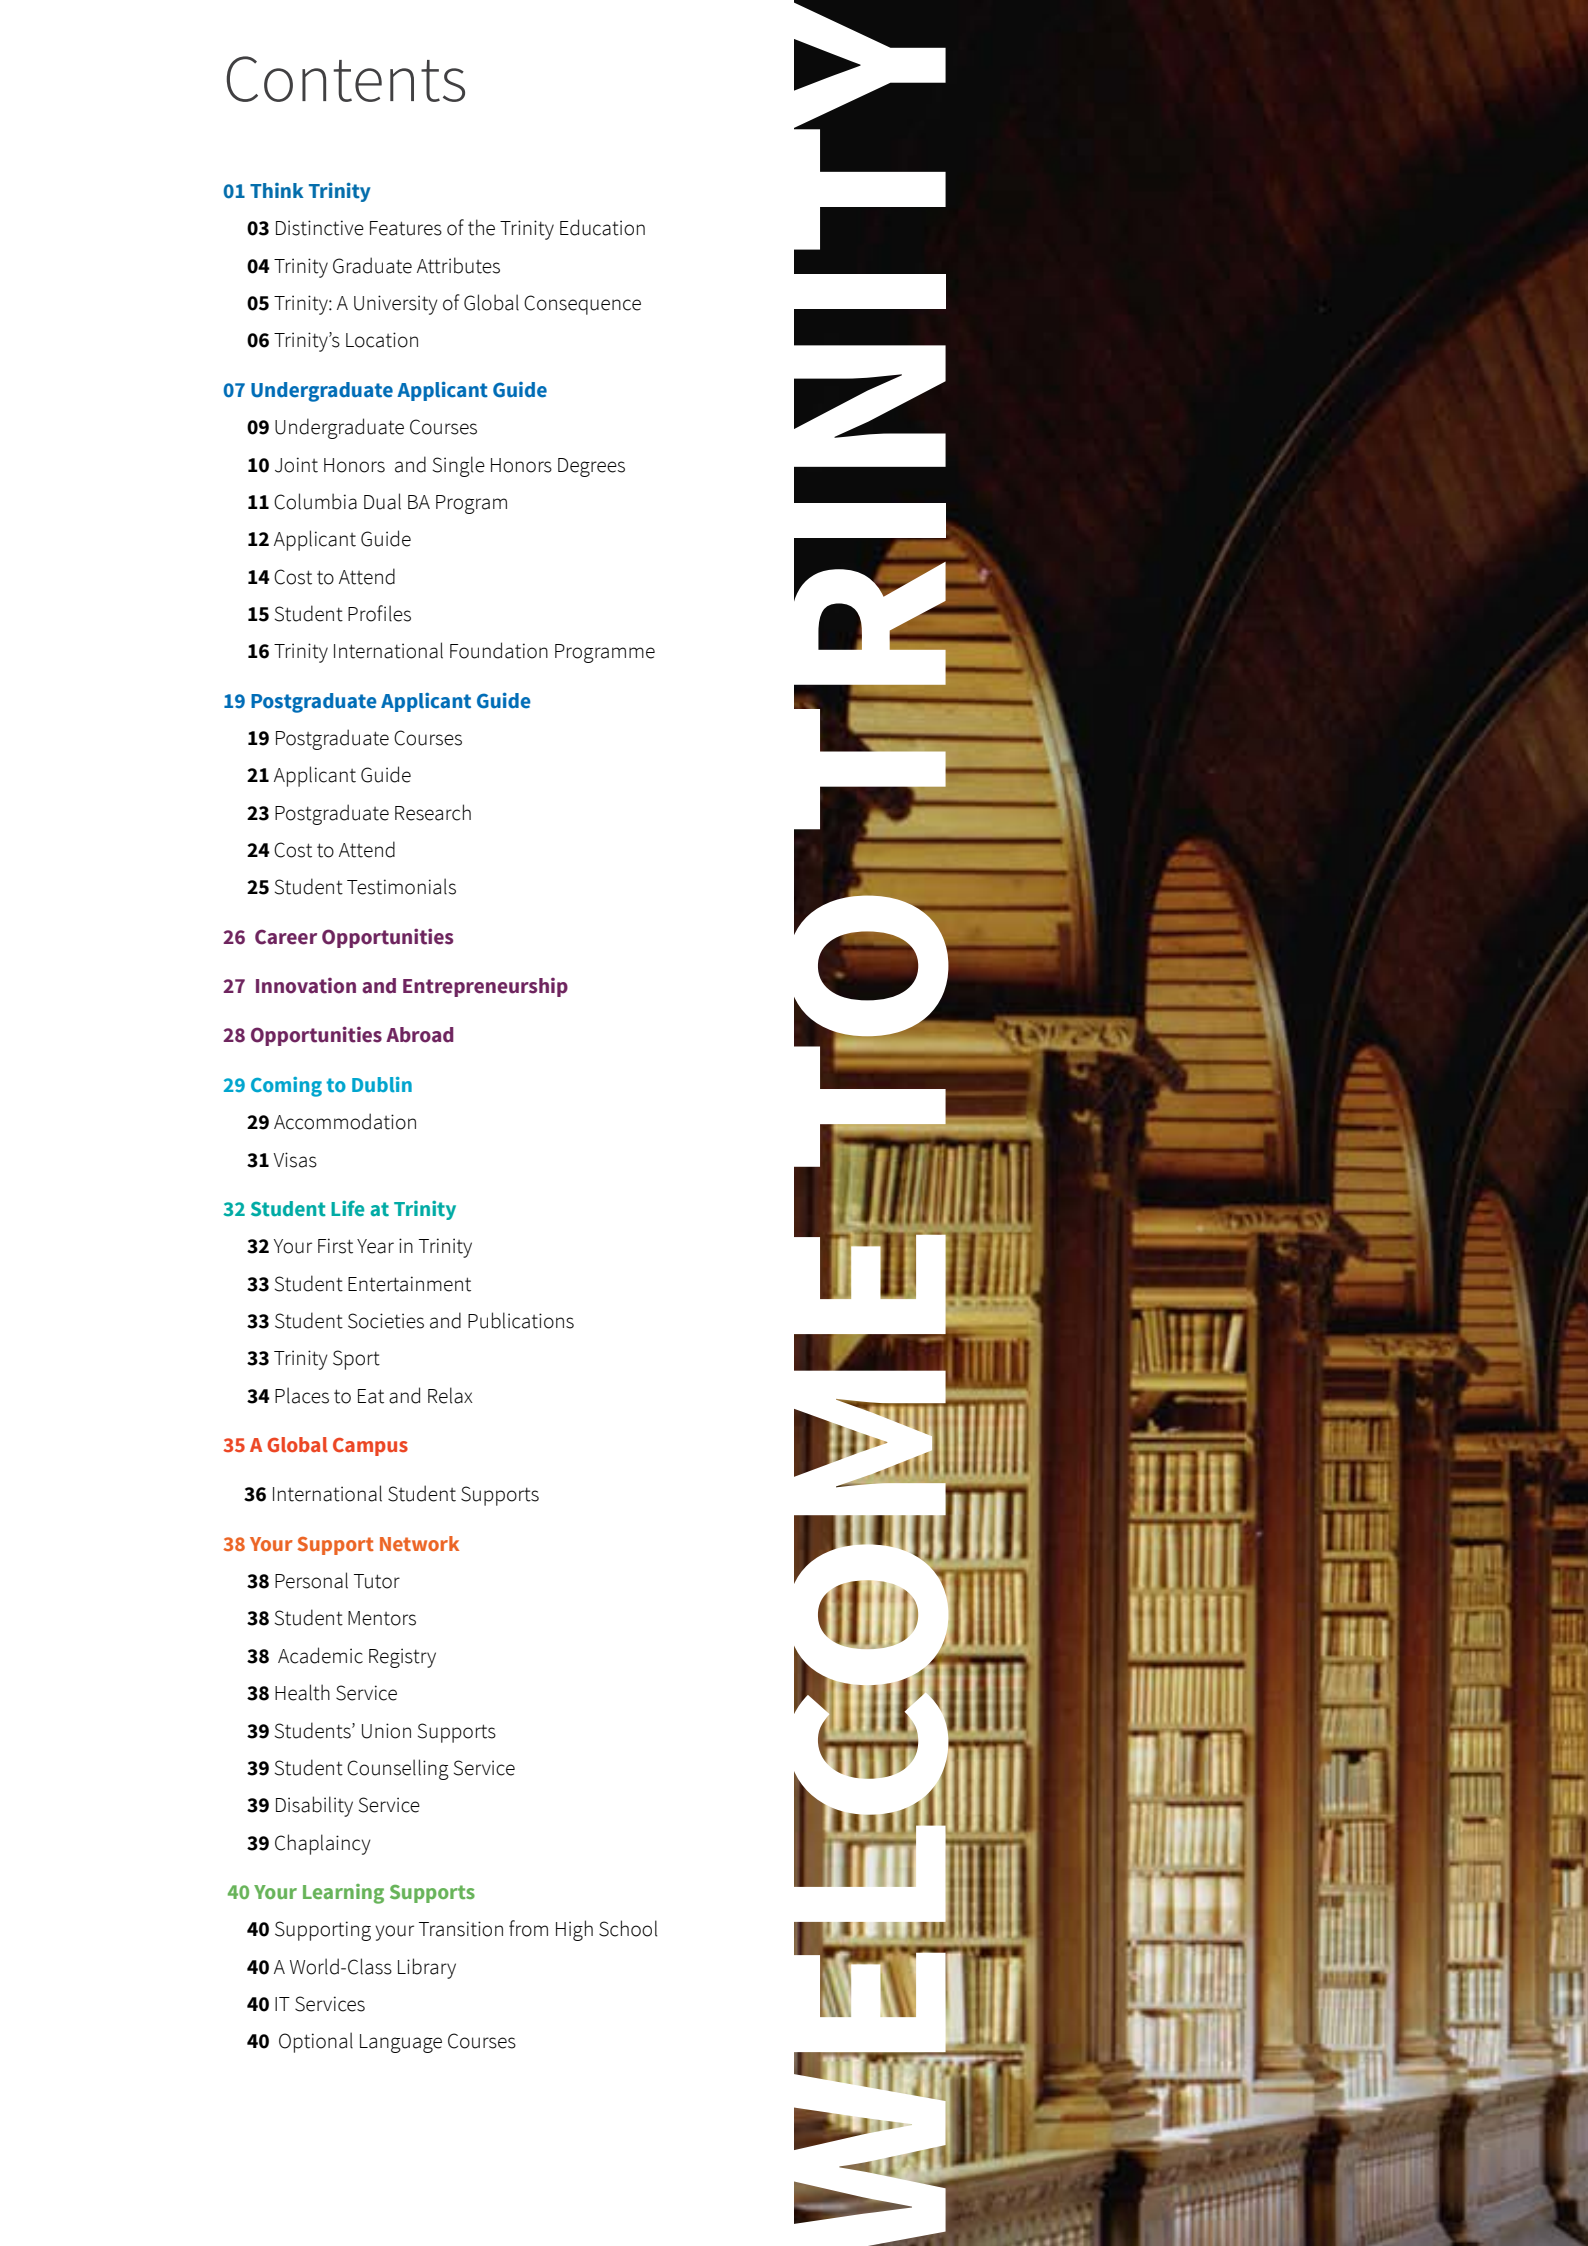 Contents
01 Think Trinity
03 Distinctive Features of the Trinity Education
04 Trinity Graduate Attributes
05 Trinity: A University of Global Consequence
06 Trinity’s Location
07 Undergraduate Applicant Guide
09 Undergraduate Courses
10 Joint Honors and Single Honors Degrees
11 Columbia Dual BA Program
12 Applicant Guide
14 Cost to Attend
15 Student Profiles
16 Trinity International Foundation Programme
19 Postgraduate Applicant Guide
19 Postgraduate Courses
21 Applicant Guide
23 Postgraduate Research
24 Cost to Attend
25 Student Testimonials
26 Career Opportunities
27 Innovation and Entrepreneurship
28 Opportunities Abroad
29 Coming to Dublin
29 Accommodation
31 Visas
32 Student Life at Trinity
32 Your First Year in Trinity
33 Student Entertainment
33 Student Societies and Publications
33 Trinity Sport
34 Places to Eat and Relax
35 A Global Campus
36 International Student Supports
38 Your Support Network
38 Personal Tutor
38 Student Mentors
38 Academic Registry
38 Health Service
39 Students’ Union Supports
39 Student Counselling Service
39 Disability Service
39 Chaplaincy
40 Your Learning Supports
40 Supporting your Transition from High School
40 A World-Class Library
40 IT Services
40 Optional Language Courses
WELCOME TO TRINITY